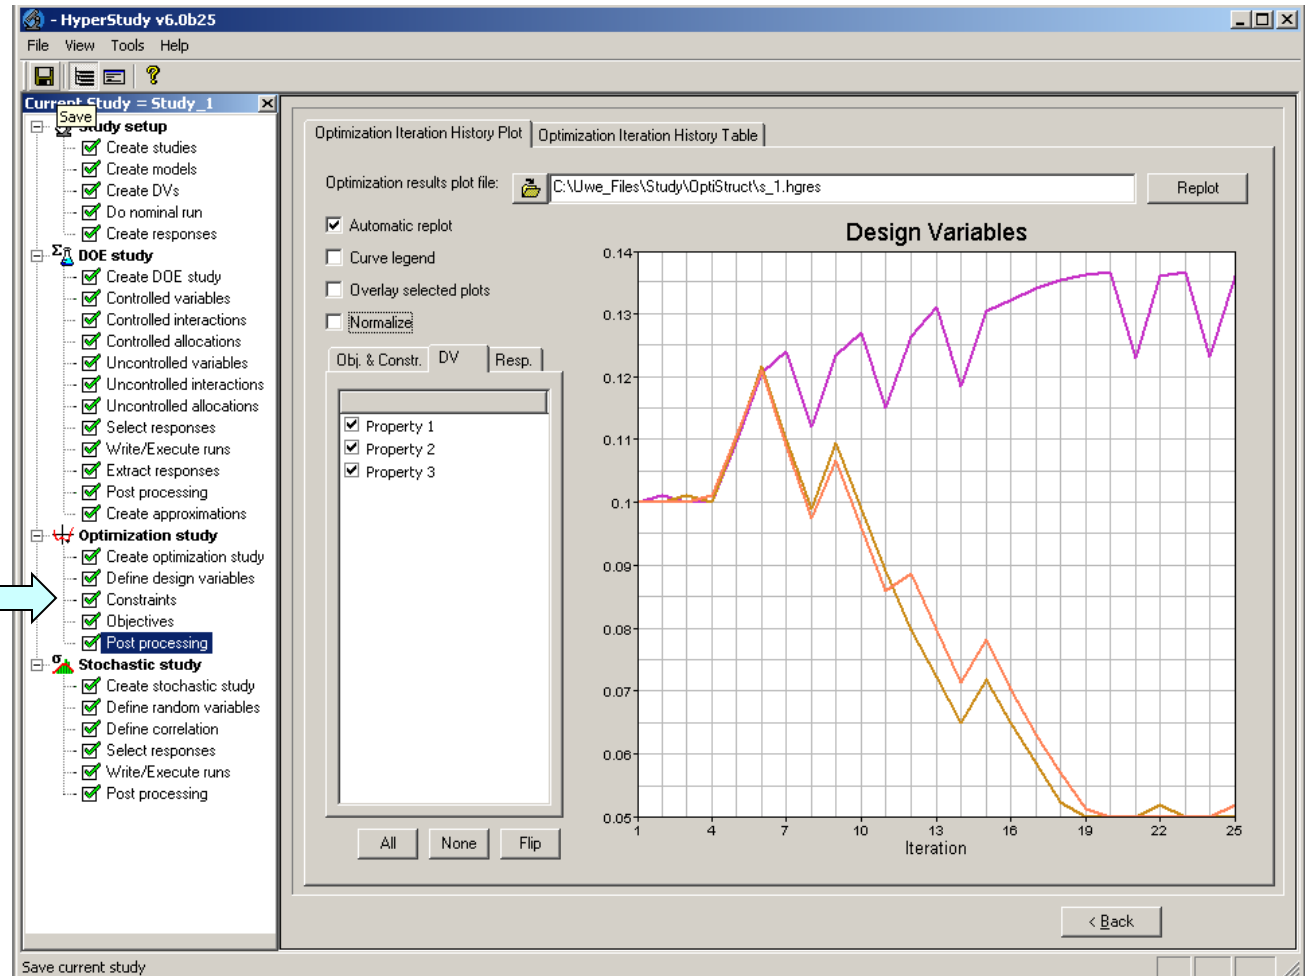 - HyperStudy v6.0b25
File View Tools Help
Current Study = Study_1
Save
Study setup
Create studies
Create models
Create DVs
Do nominal run
Create responses
DOE study
Create DOE study
Controlled variables
Controlled interactions
Controlled allocations
Uncontrolled variables
Uncontrolled interactions
Uncontrolled allocations
Select responses
Write/Execute runs
Extract responses
Post processing
Create approximations
Optimization study
Create optimization study
Define design variables
Constraints
Objectives
Post processing
Stochastic study
Create stochastic study
Define random variables
Define correlation
Select responses
Write/Execute runs
Post processing
Optimization Iteration History Plot Optimization Iteration History Table
Optimization results plot file: C:\Uwe_Files\Study\OptiStruct\s_1.hgres Replot
Automatic replot
Curve legend
Overlay selected plots
Normalize
Obj. & Constr. DV Resp.
Property 1
Property 2
Property 3
All None Flip
Design Variables
0.14
0.13
0.12
0.11
0.1
0.09
0.08
0.07
0.06
0.05
1 4 7 10 13 16 19 22 25
Iteration
< Back
Save current study